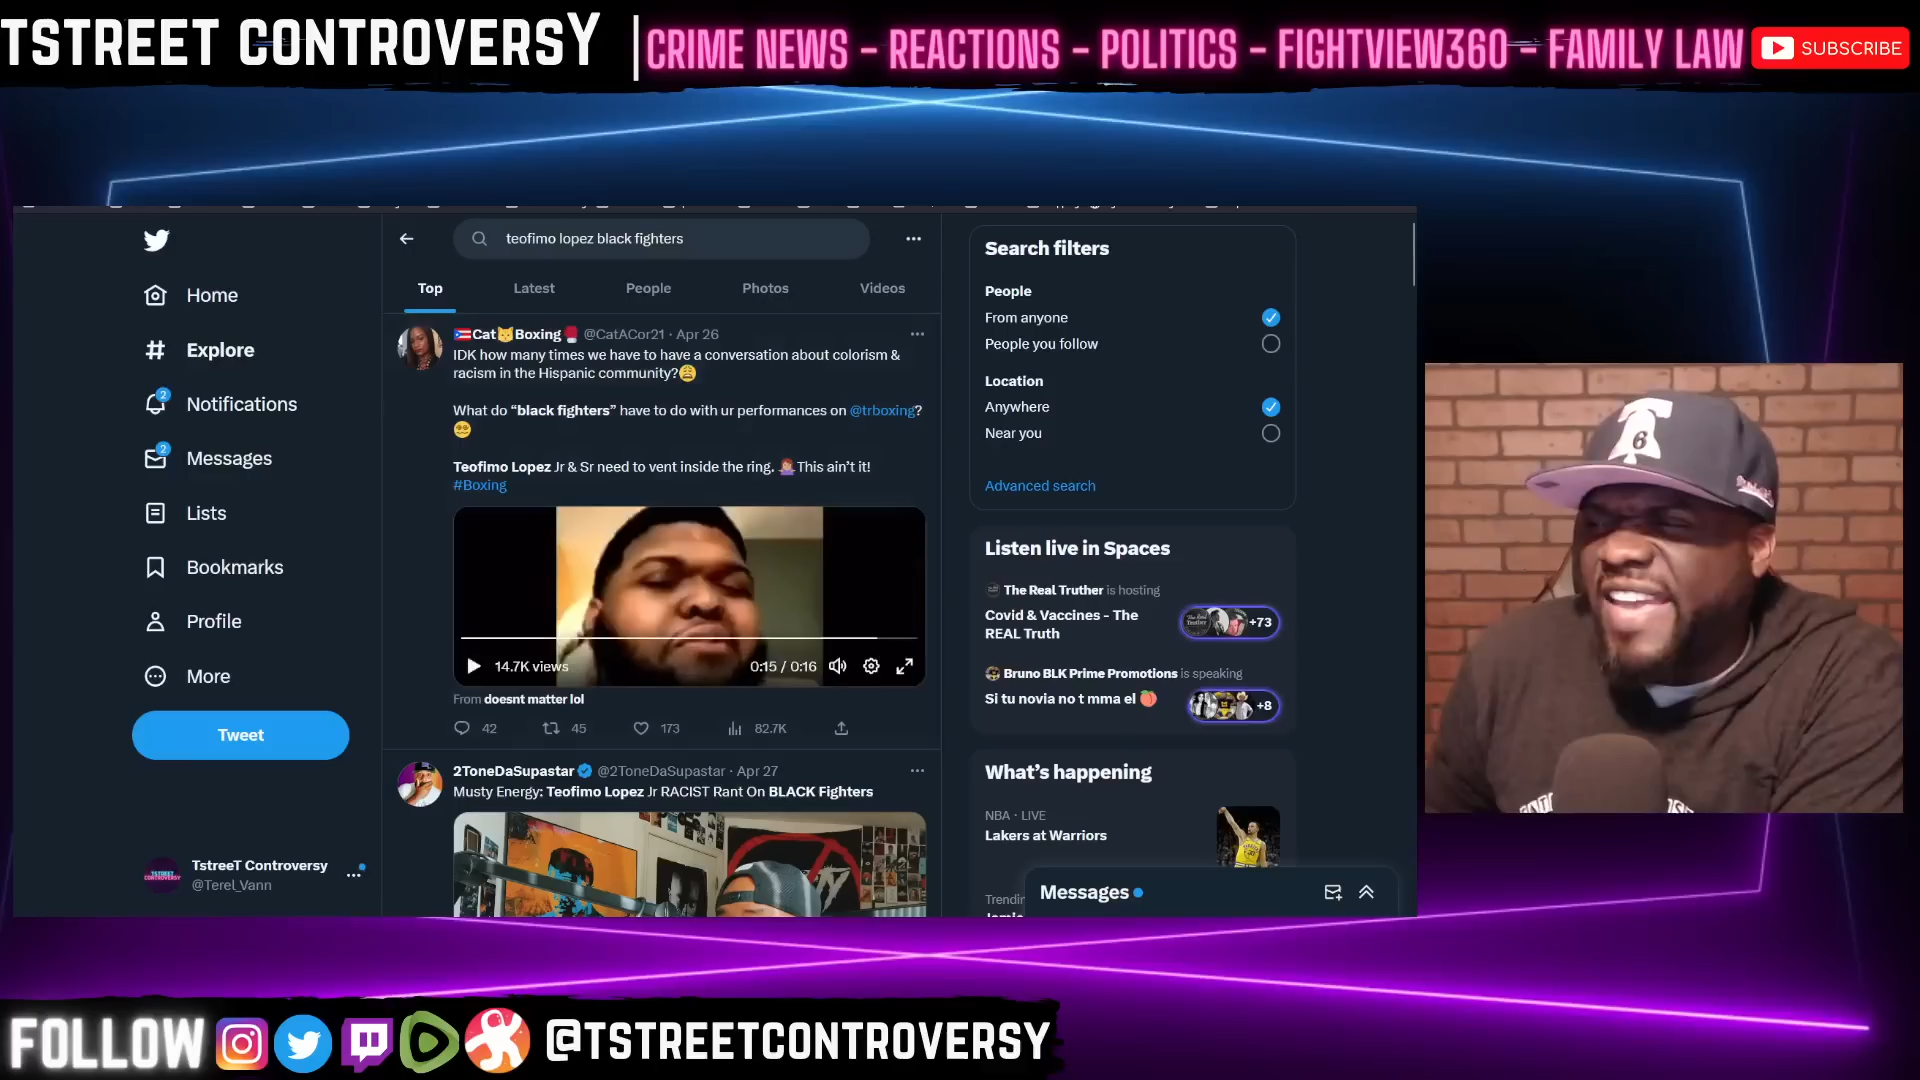 TSTREET CONTROVERSY
CRIME NEWS - REACTIONS - POLITICS - FIGHTVIEW360 - FAMILY LAW
SUBSCRIBE
teofimo lopez black fighters
Top
Latest
People
Photos
Videos
Home
Explore
2
Notifications
2
Messages
Lists
Bookmarks
Profile
More
Tweet
TstreeT Controversy
@Terel_Vann
🇵🇷Cat😺Boxing🥊 @CatACor21 · Apr 26
IDK how many times we have to have a conversation about colorism &
racism in the Hispanic community?😩
What do “black fighters” have to do with ur performances on @trboxing?
😵‍💫
Teofimo Lopez Jr & Sr need to vent inside the ring. 🤷🏽‍♀️This ain’t it!
#Boxing
14.7K views
0:15 / 0:16
From doesnt matter lol
42
45
173
82.7K
2ToneDaSupastar @2ToneDaSupastar · Apr 27
Musty Energy: Teofimo Lopez Jr RACIST Rant On BLACK Fighters
Search filters
People
From anyone
People you follow
Location
Anywhere
Near you
Advanced search
Listen live in Spaces
The Real Truther is hosting
Covid & Vaccines - The
REAL Truth
+73
Bruno BLK Prime Promotions is speaking
Si tu novia no t mma el 🍑
+8
What’s happening
NBA · LIVE
Lakers at Warriors
Messages
6
FOLLOW
@TSTREETCONTROVERSY